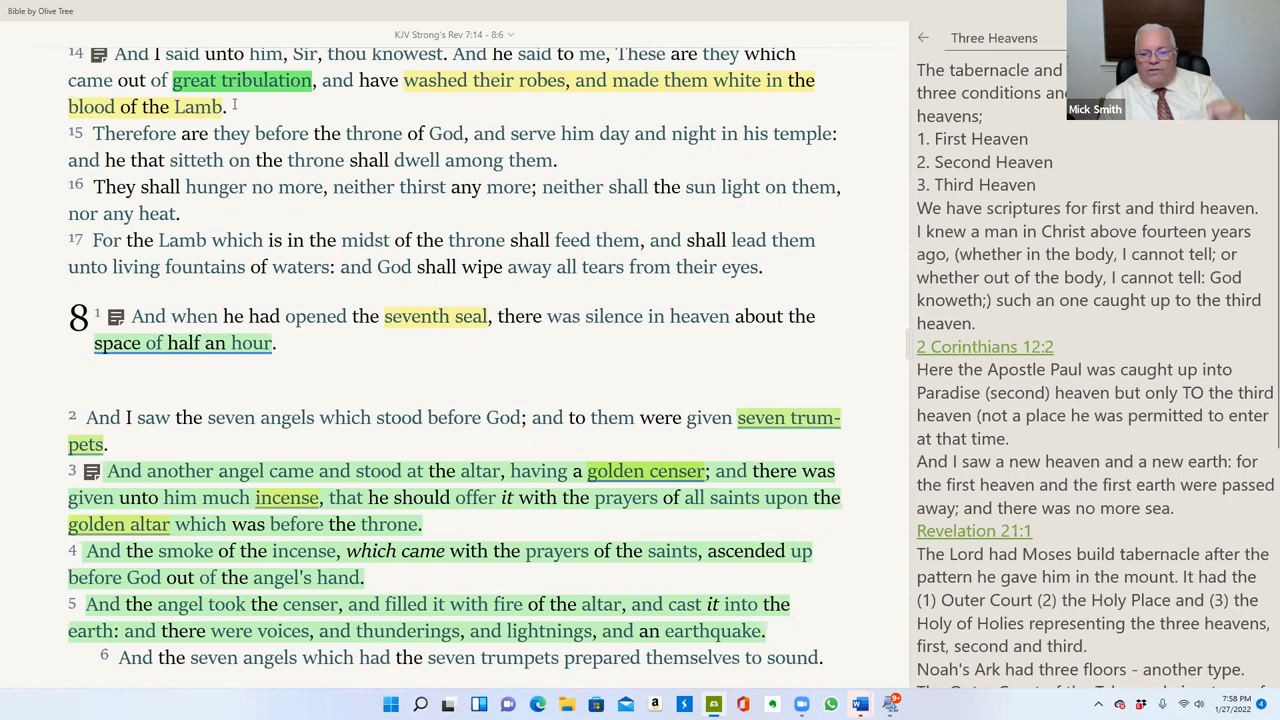 Bible by Olive Tree
KJV Strong's Rev 7:14 - 8:6
14 And I said unto him, Sir, thou knowest. And he said to me, These are they which
came out of great tribulation, and have washed their robes, and made them white in the
blood of the Lamb.
15 Therefore are they before the throne of God, and serve him day and night in his temple:
and he that sitteth on the throne shall dwell among them.
16 They shall hunger no more, neither thirst any more; neither shall the sun light on them,
nor any heat.
17 For the Lamb which is in the midst of the throne shall feed them, and shall lead them
unto living fountains of waters: and God shall wipe away all tears from their eyes.
8 1 And when he had opened the seventh seal, there was silence in heaven about the
space of half an hour.
2 And I saw the seven angels which stood before God; and to them were given seven trum-
pets.
3 And another angel came and stood at the altar, having a golden censer; and there was
given unto him much incense, that he should offer it with the prayers of all saints upon the
golden altar which was before the throne.
4 And the smoke of the incense, which came with the prayers of the saints, ascended up
before God out of the angel's hand.
5 And the angel took the censer, and filled it with fire of the altar, and cast it into the
earth: and there were voices, and thunderings, and lightnings, and an earthquake.
6 And the seven angels which had the seven trumpets prepared themselves to sound.
Three Heavens
The tabernacle and
three conditions and
heavens;
1. First Heaven
2. Second Heaven
3. Third Heaven
We have scriptures for first and third heaven.
I knew a man in Christ above fourteen years
ago, (whether in the body, I cannot tell; or
whether out of the body, I cannot tell: God
knoweth;) such an one caught up to the third
heaven.
2 Corinthians 12:2
Here the Apostle Paul was caught up into
Paradise (second) heaven but only TO the third
heaven (not a place he was permitted to enter
at that time.
And I saw a new heaven and a new earth: for
the first heaven and the first earth were passed
away; and there was no more sea.
Revelation 21:1
The Lord had Moses build tabernacle after the
pattern he gave him in the mount. It had the
(1) Outer Court (2) the Holy Place and (3) the
Holy of Holies representing the three heavens,
first, second and third.
Noah's Ark had three floors - another type.
Mick Smith
7:58 PM
1/27/2022